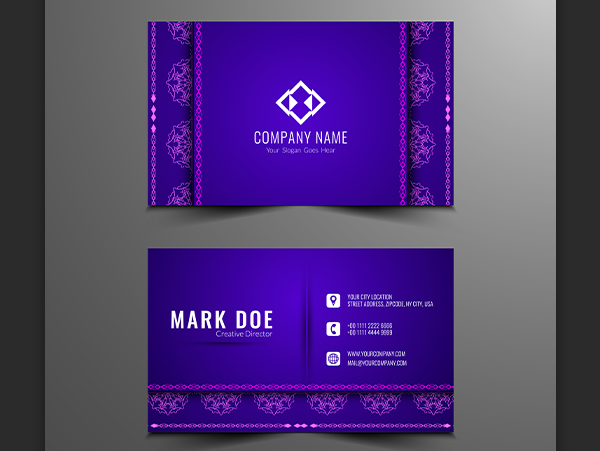 COMPANY NAME
Your Slogan Goes Hear
MARK DOE
Creative Director
YOUR CITY LOCATION
STREET ADDRESS, ZIPCODE, NY CITY, USA
+00 1111 2222 6666
+00 1111 4444 9999
WWW.YOURCOMPANY.COM
MAIL@YOURCOMPANY.COM